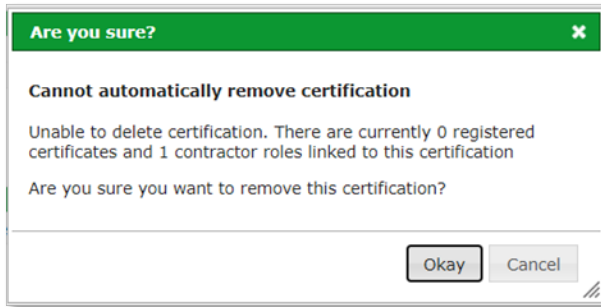 Are you sure?
Cannot automatically remove certification
Unable to delete certification. There are currently 0 registered
certificates and 1 contractor roles linked to this certification
Are you sure you want to remove this certification?
Okay Cancel